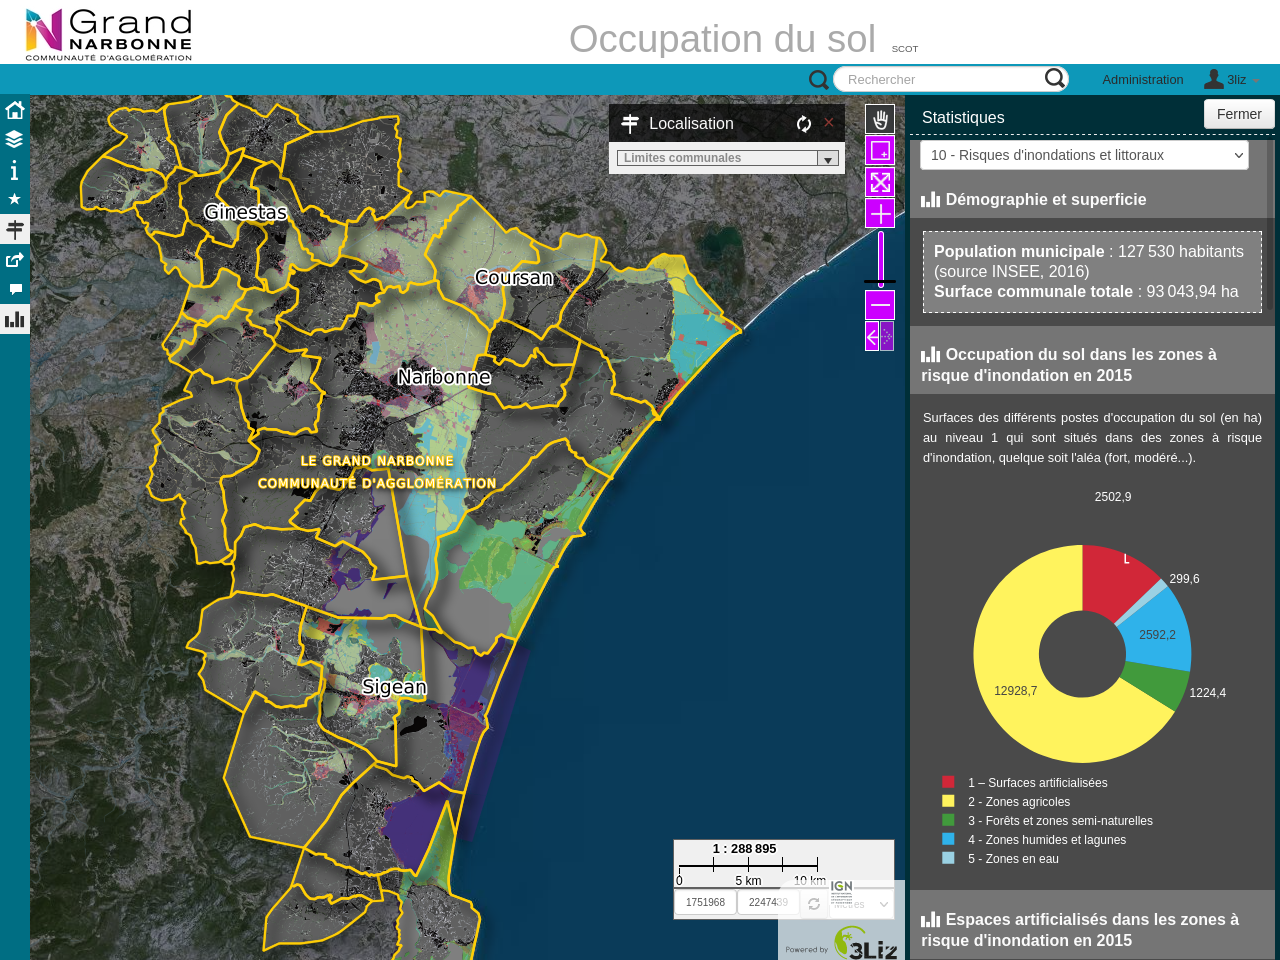 Grand
NARBONNE
COMMUNAUTÉ D'AGGLOMÉRATION
Occupation du sol SCOT
Rechercher
Administration
3liz
Localisation
Limites communales
Ginestas
Coursan
Narbonne
LE GRAND NARBONNE
COMMUNAUTÉ D'AGGLOMÉRATION
Sigean
1 : 288 895
0 5 km 10 km
1751968 2247439 Mètres
IGN
Powered by 3Liz
Statistiques
Fermer
10 - Risques d'inondations et littoraux
Démographie et superficie
Population municipale : 127 530 habitants
(source INSEE, 2016)
Surface communale totale : 93 043,94 ha
Occupation du sol dans les zones à
risque d'inondation en 2015
Surfaces des différents postes d'occupation du sol (en ha)
au niveau 1 qui sont situés dans des zones à risque
d'inondation, quelque soit l'aléa (fort, modéré...).
2502,9
299,6
2592,2
1224,4
12928,7
1 – Surfaces artificialisées
2 - Zones agricoles
3 - Forêts et zones semi-naturelles
4 - Zones humides et lagunes
5 - Zones en eau
Espaces artificialisés dans les zones à
risque d'inondation en 2015